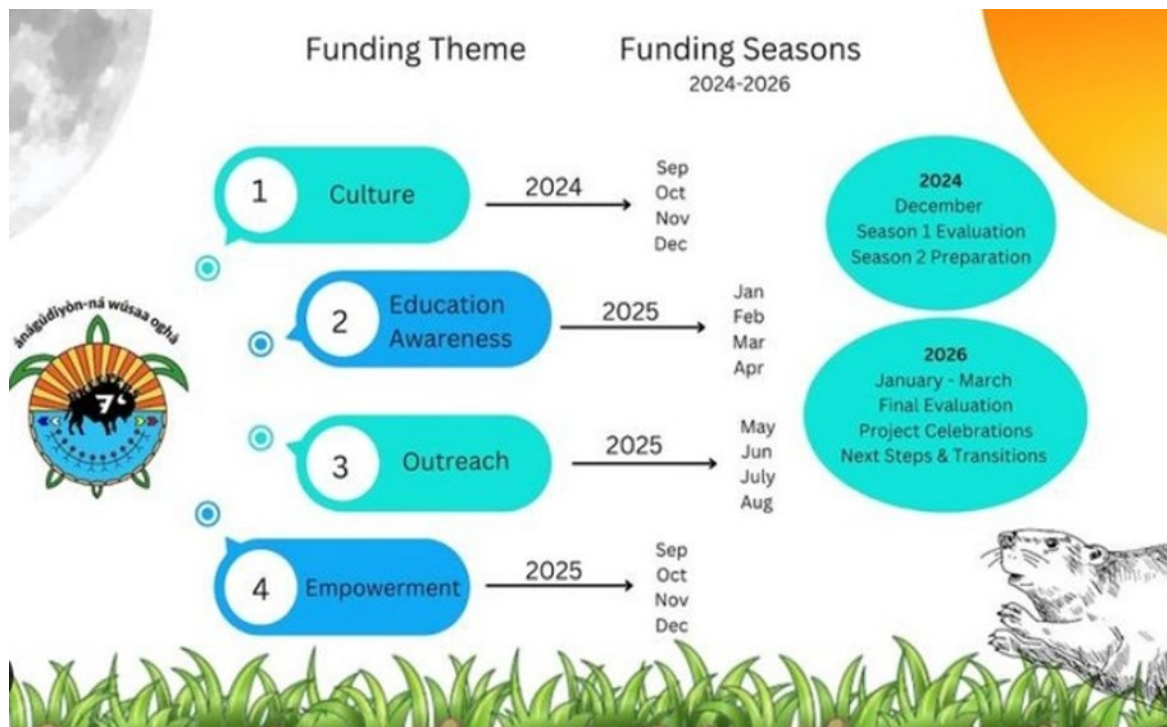 Funding Theme
Funding Seasons
2024-2026
1
Culture
2024
Sep
Oct
Nov
Dec
2
Education
Awareness
2025
Jan
Feb
Mar
Apr
3
Outreach
2025
May
Jun
July
Aug
4
Empowerment
2025
Sep
Oct
Nov
Dec
2024
December
Season 1 Evaluation
Season 2 Preparation
2026
January - March
Final Evaluation
Project Celebrations
Next Steps & Transitions